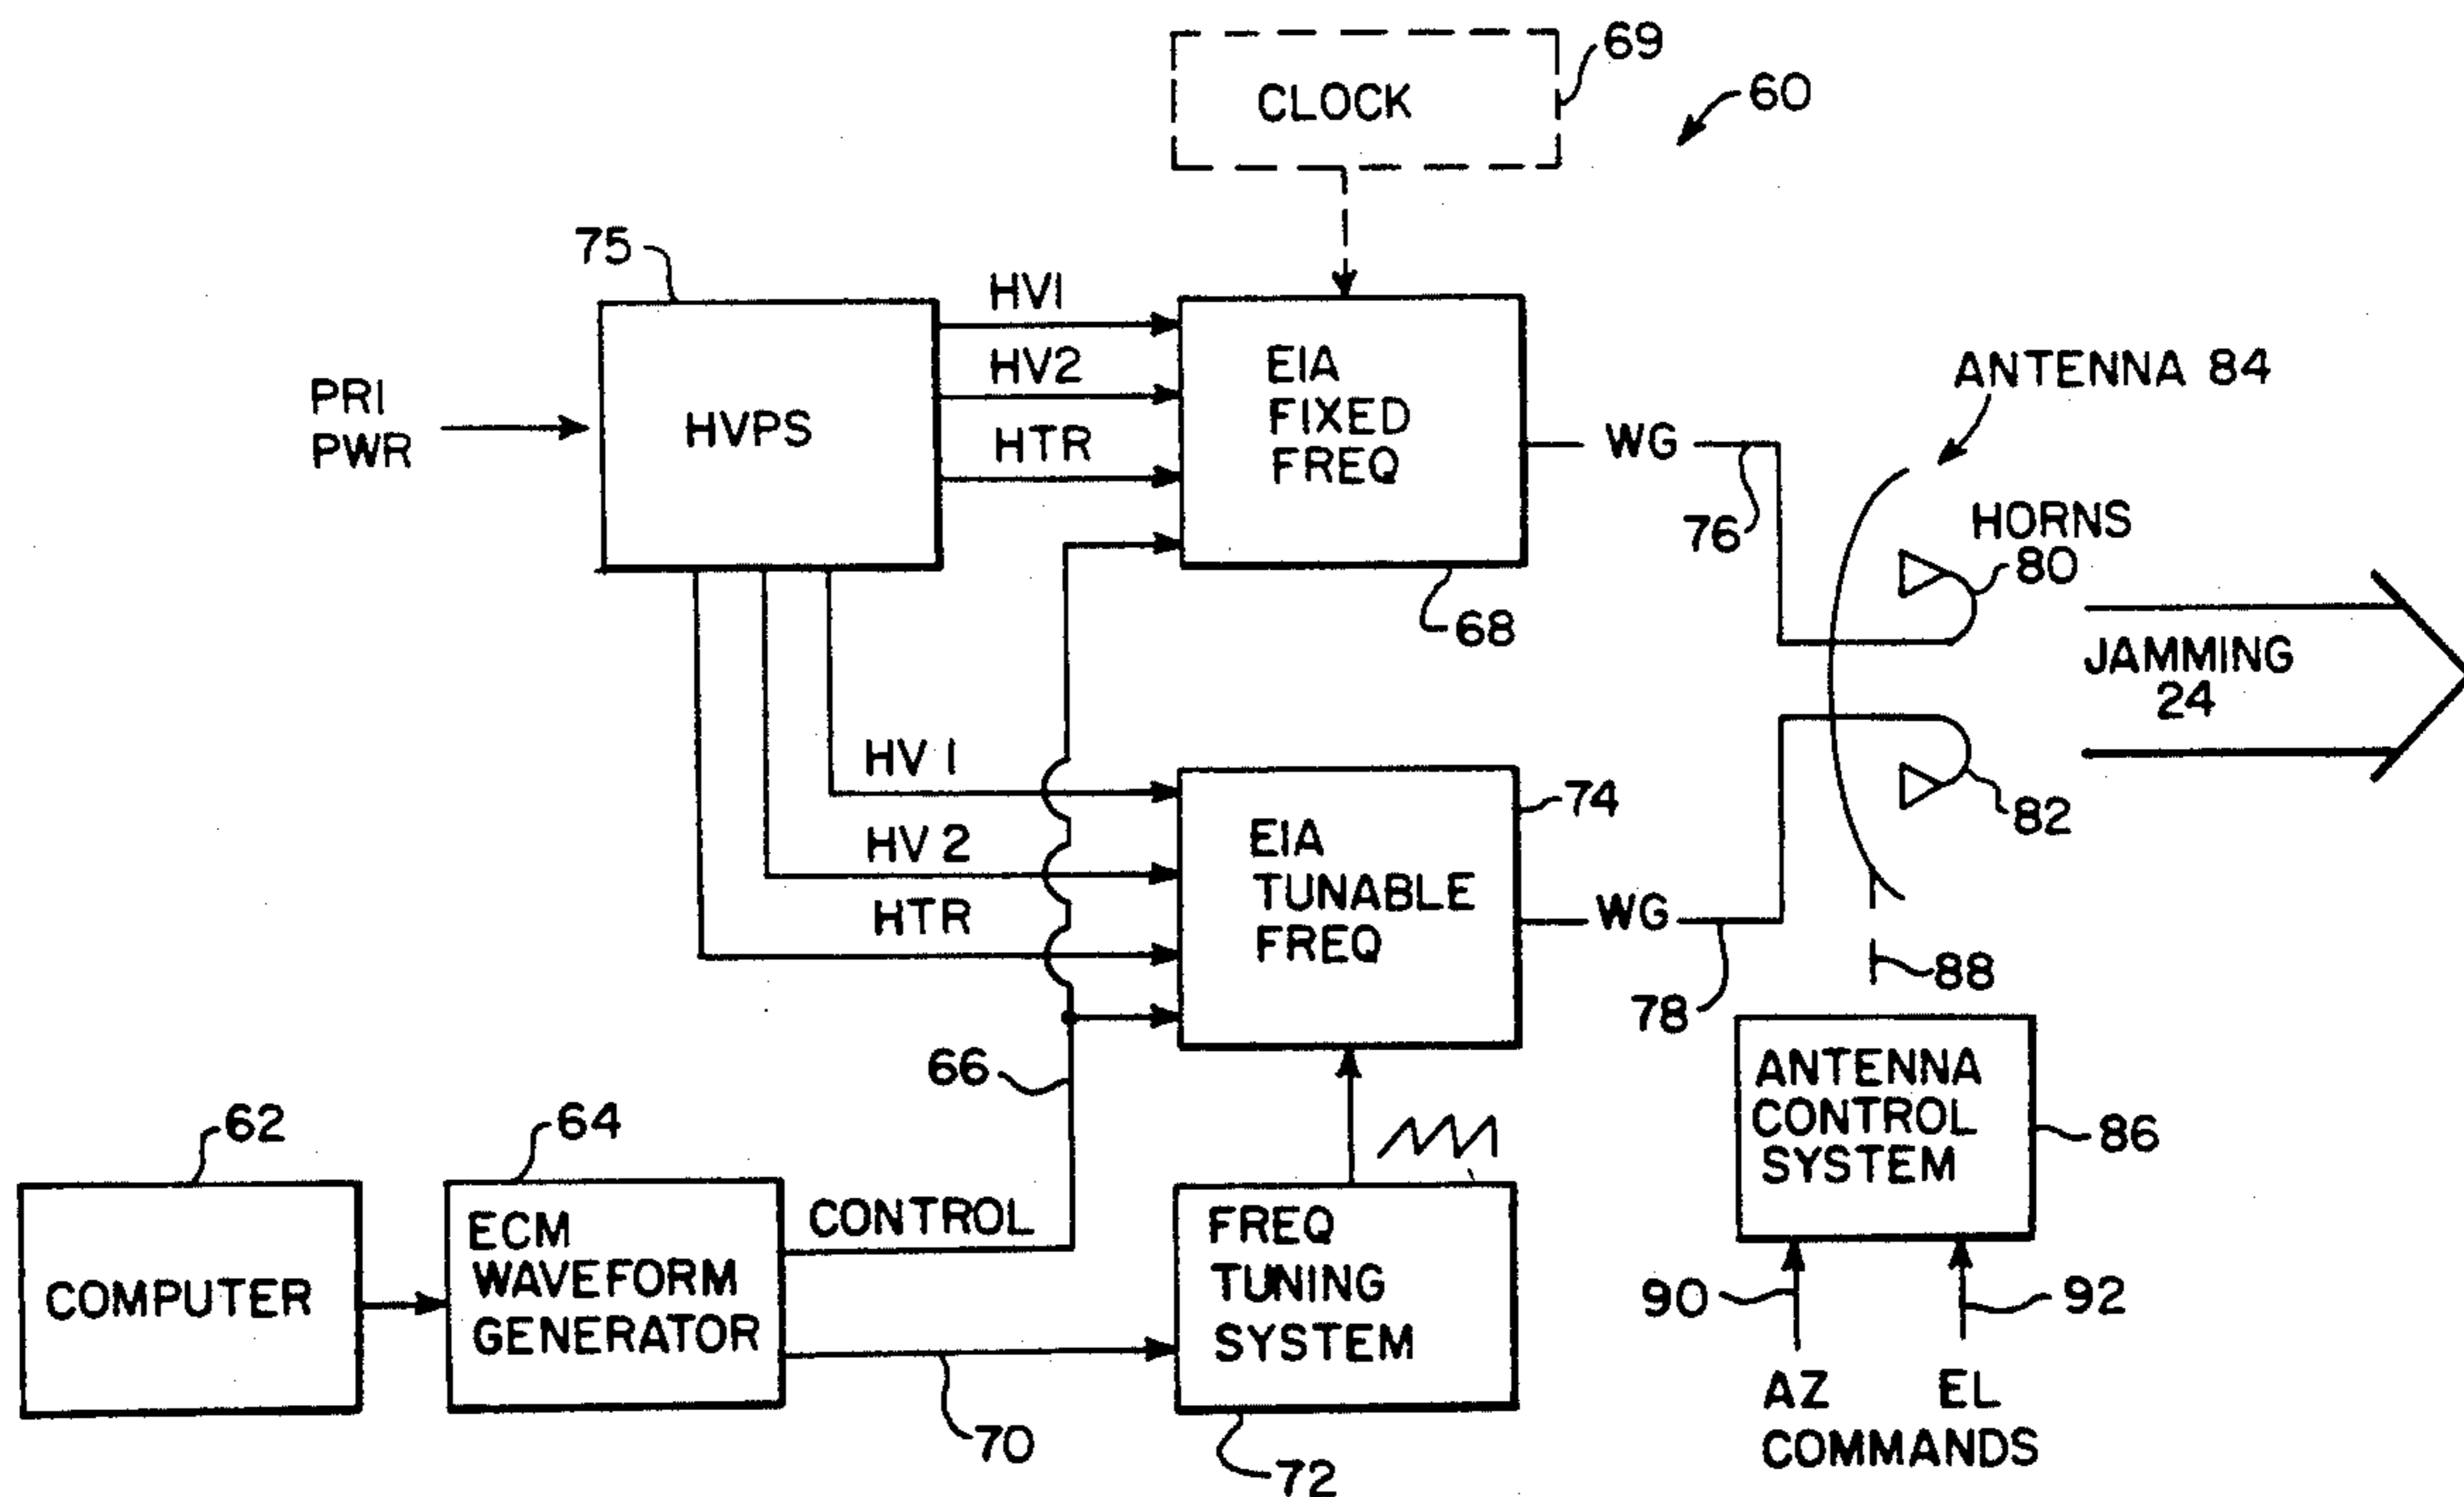 CLOCK
69
60
75
HV1
HV2
HTR
PRI
PWR
HVPS
EIA
FIXED
FREQ
WG
76
68
ANTENNA 84
HORNS
80
JAMMING
24
82
HV 1
HV 2
HTR
EIA
TUNABLE
FREQ
74
WG
78
88
66
62
COMPUTER
64
ECM
WAVEFORM
GENERATOR
CONTROL
70
FREQ
TUNING
SYSTEM
72
ANTENNA
CONTROL
SYSTEM
86
90
92
AZ EL
COMMANDS